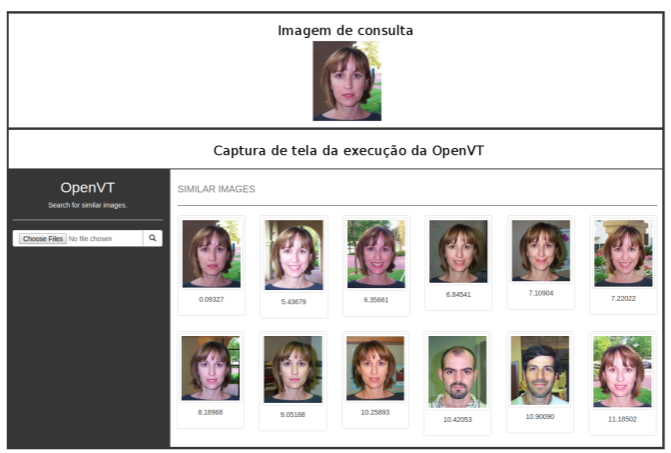 Imagem de consulta
Captura de tela da execução da OpenVT
OpenVT
Search for similar images.
Choose Files No file chosen
SIMILAR IMAGES
0.09327
5.43679
6.35661
6.84541
7.10904
7.22022
8.18968
9.05188
10.25893
10.42053
10.90090
11.18502